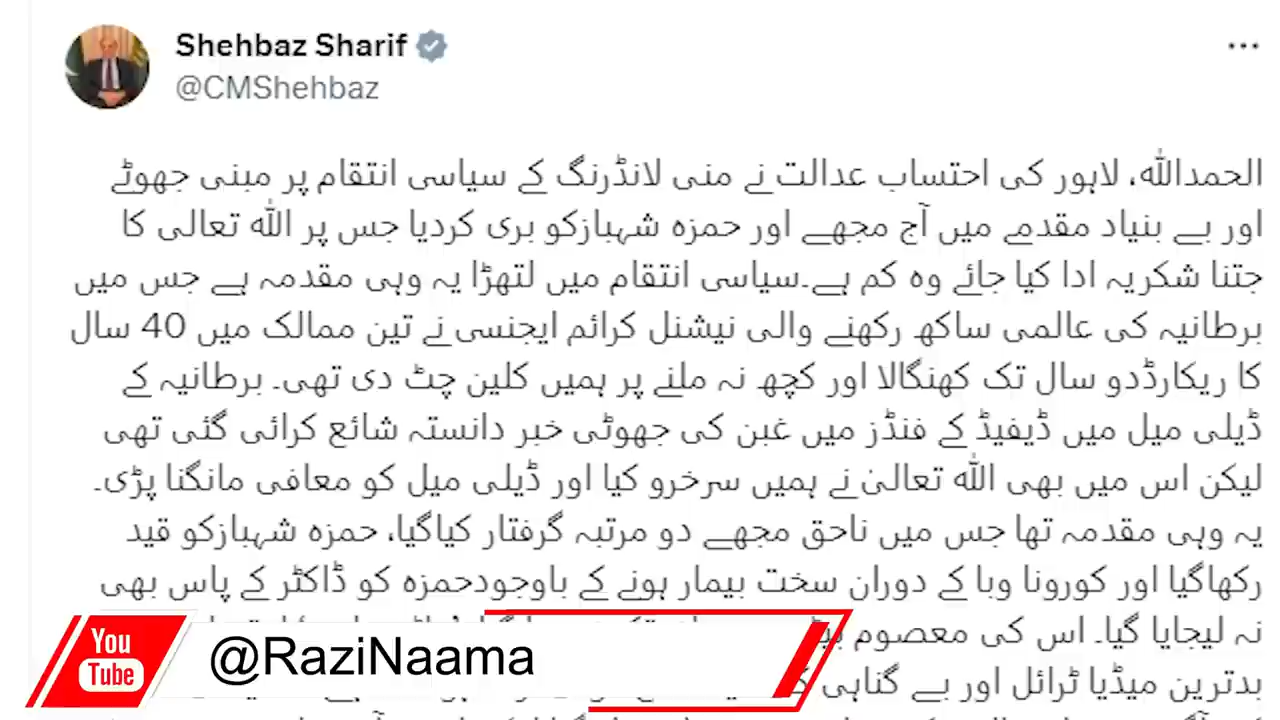 Shehbaz Sharif
@CMShehbaz
الحمداللہ، لاہور کی احتساب عدالت نے منی لانڈرنگ کے سیاسی انتقام پر مبنی جھوٹے
اور بے بنیاد مقدمے میں آج مجھے اور حمزہ شہبازکو بری کردیا جس پر اللہ تعالی کا
جتنا شکریہ ادا کیا جائے وہ کم ہے۔سیاسی انتقام میں لتھڑا یہ وہی مقدمہ ہے جس میں
برطانیہ کی عالمی ساکھ رکھنے والی نیشنل کرائم ایجنسی نے تین ممالک میں 40 سال
کا ریکارڈدو سال تک کھنگالا اور کچھ نہ ملنے پر ہمیں کلین چٹ دی تھی۔ برطانیہ کے
ڈیلی میل میں ڈیفیڈ کے فنڈز میں غبن کی جھوٹی خبر دانستہ شائع کرائی گئی تھی
لیکن اس میں بھی اللہ تعالیٰ نے ہمیں سرخرو کیا اور ڈیلی میل کو معافی مانگنا پڑی۔
یہ وہی مقدمہ تھا جس میں ناحق مجھے دو مرتبہ گرفتار کیاگیا، حمزہ شہبازکو قید
رکھاگیا اور کورونا وبا کے دوران سخت بیمار ہونے کے باوجودحمزہ کو ڈاکٹر کے پاس بھی
نہ لیجایا گیا۔ اس کی معصوم
بدترین میڈیا ٹرائل اور بے گناہی
You
Tube
@RaziNaama